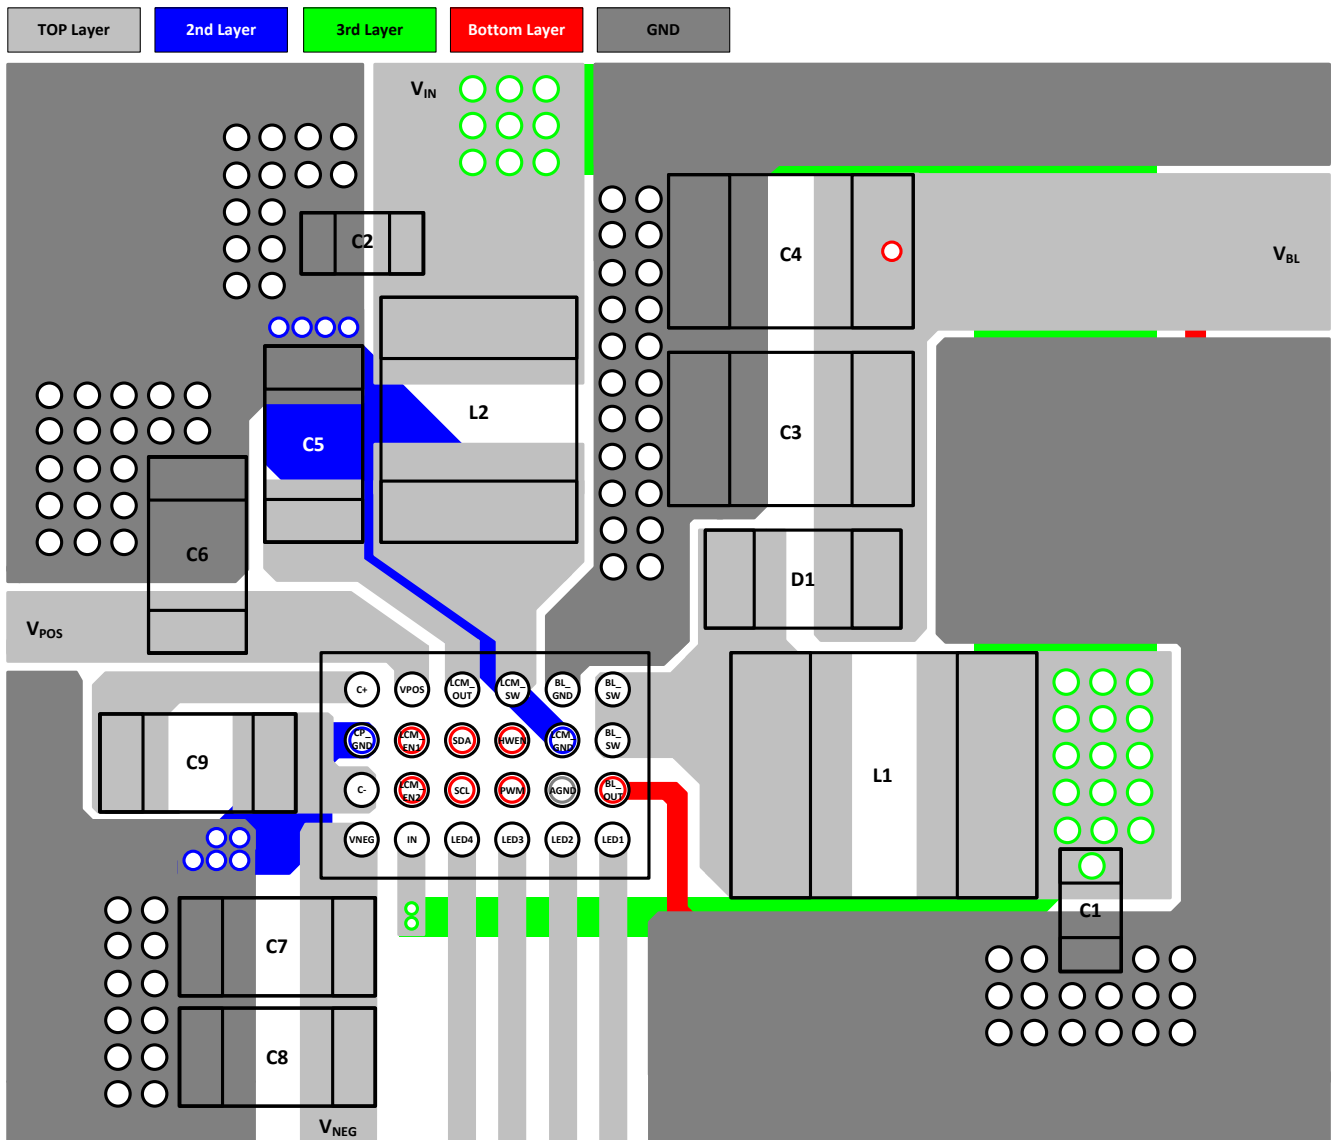 TOP Layer 2nd Layer 3rd Layer Bottom Layer GND
VIN
C2
C4
VBL
C5
L2
C3
C6
D1
VPOS
C+ VPOS LCM_OUT LCM_SW BL_GND BL_SW
CP_GND LCM_EN1 SDA HWEN LCM_GND BL_SW
C9
L1
C- LCM_EN2 SCL PWM AGND BL_OUT
VNEG IN LED4 LED3 LED2 LED1
C1
C7
C8
VNEG